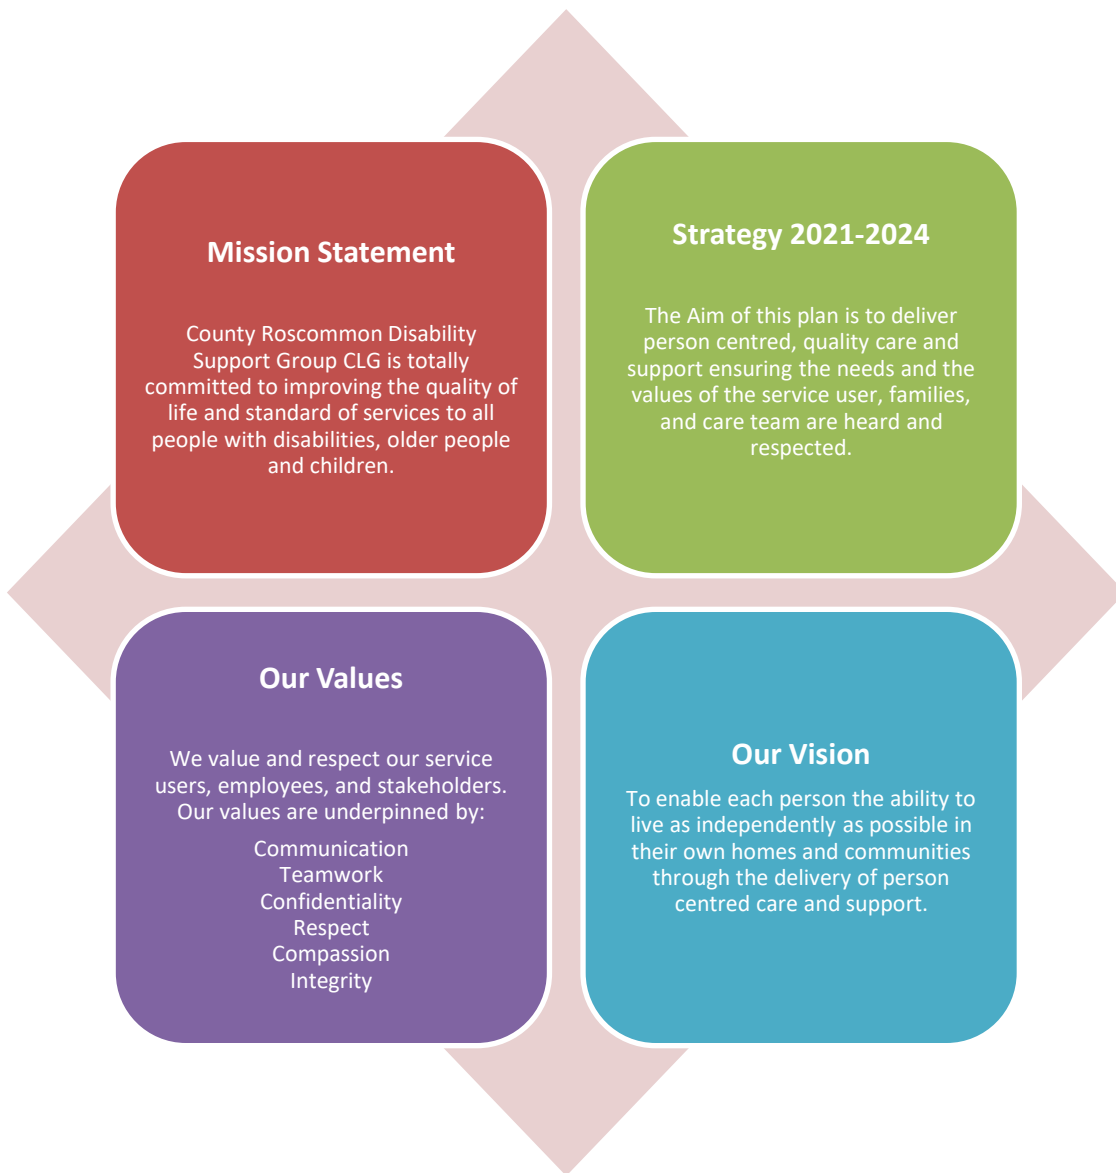 Mission Statement
County Roscommon Disability
Support Group CLG is totally
committed to improving the quality of
life and standard of services to all
people with disabilities, older people
and children.
Strategy 2021-2024
The Aim of this plan is to deliver
person centred, quality care and
support ensuring the needs and the
values of the service user, families,
and care team are heard and
respected.
Our Values
We value and respect our service
users, employees, and stakeholders.
Our values are underpinned by:
Communication
Teamwork
Confidentiality
Respect
Compassion
Integrity
Our Vision
To enable each person the ability to
live as independently as possible in
their own homes and communities
through the delivery of person
centred care and support.